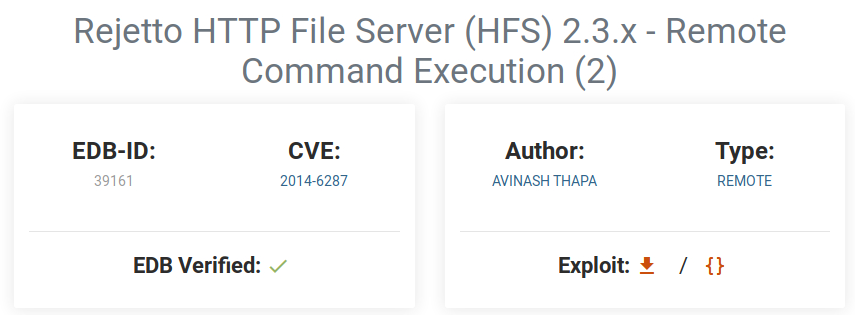 Rejetto HTTP File Server (HFS) 2.3.x - Remote
Command Execution (2)
EDB-ID:
39161
CVE:
2014-6287
Author:
AVINASH THAPA
Type:
REMOTE
EDB Verified:
Exploit: / {}